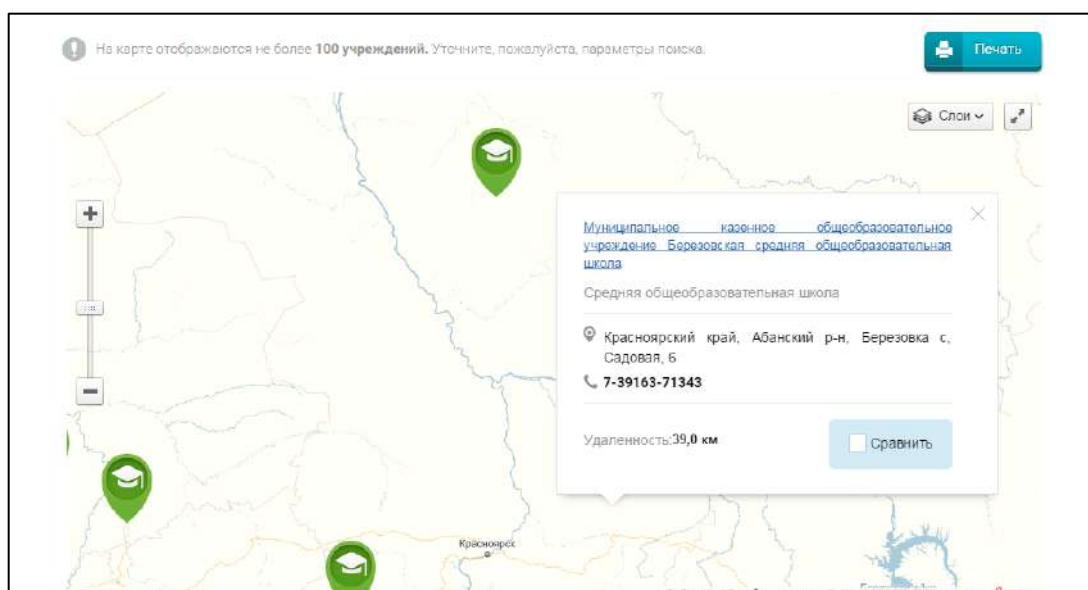 На карте отображаются не более 100 учреждений. Уточните, пожалуйста, параметры поиска.
Печать
Слои
Муниципальное казенное общеобразовательное
учреждение Березовская средняя общеобразовательная
школа
Средняя общеобразовательная школа
Красноярский край, Абанский р-н, Березовка с,
Садовая, 6
7-39163-71343
Удаленность:39,0 км
Сравнить
Красноярск